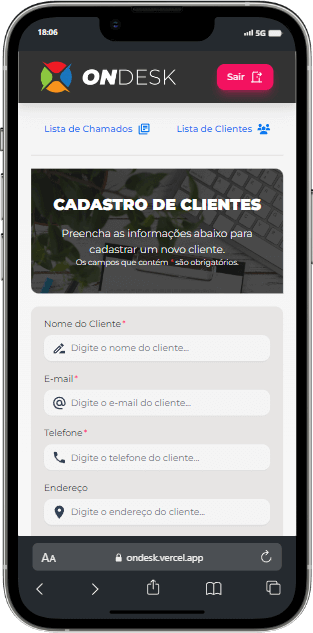 18:06
5G 93
ONDESK
Sair
Lista de Chamados
Lista de Clientes
CADASTRO DE CLIENTES
Preencha as informações abaixo para
cadastrar um novo cliente.
Os campos que contém * são obrigatórios.
Nome do Cliente*
Digite o nome do cliente...
E-mail*
Digite o e-mail do cliente...
Telefone*
Digite o telefone do cliente...
Endereço
Digite o endereço do cliente...
AA
ondesk.vercel.app